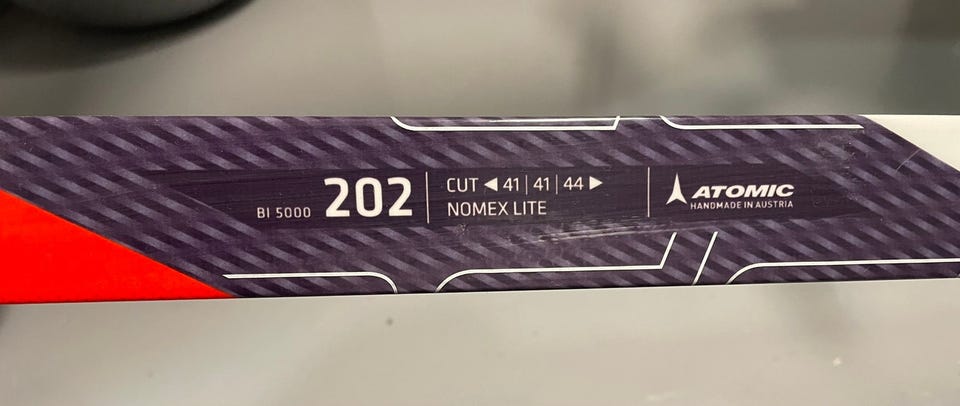 BI 5000 202
CUT ◀ 41 | 41 | 44 ▶
NOMEX LITE
ATOMIC
HANDMADE IN AUSTRIA